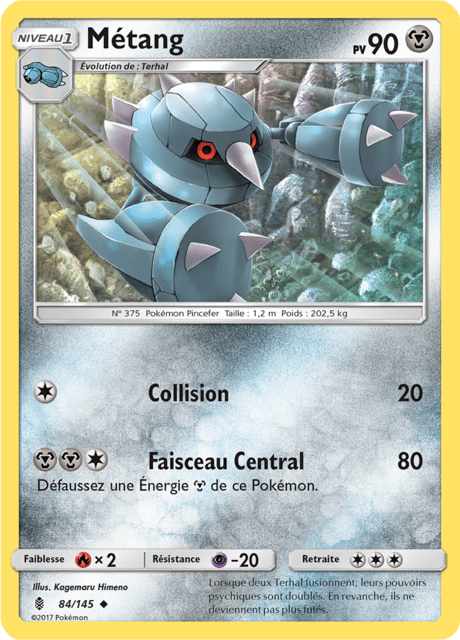 NIVEAU 1
Métang
PV 90
Évolution de : Terhal
N° 375 Pokémon Pincefer Taille : 1,2 m Poids : 202,5 kg
Collision 20
Faisceau Central 80
Défaussez une Énergie de ce Pokémon.
Faiblesse ×2 Résistance -20 Retraite
Illus. Kagemaru Himeno
84/145
©2017 Pokémon
Lorsque deux Terhal fusionnent, leurs pouvoirs
psychiques sont doublés. En revanche, ils ne
deviennent pas plus futés.